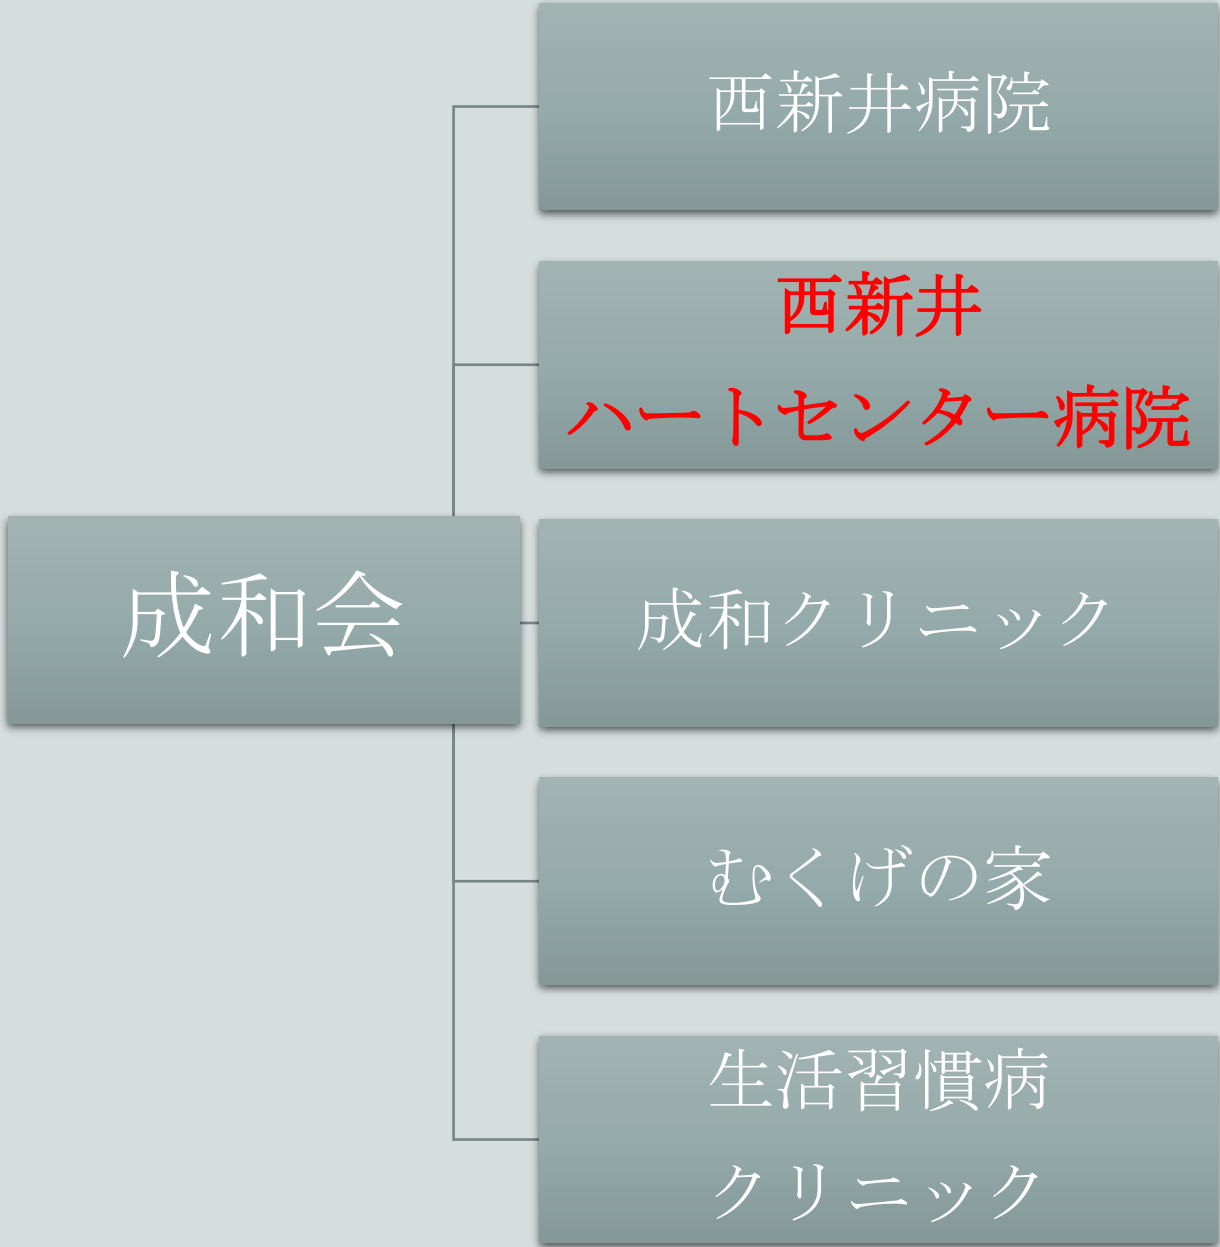 西新井病院
西新井
ハートセンター病院
成和会
成和クリニック
むくげの家
生活習慣病
クリニック